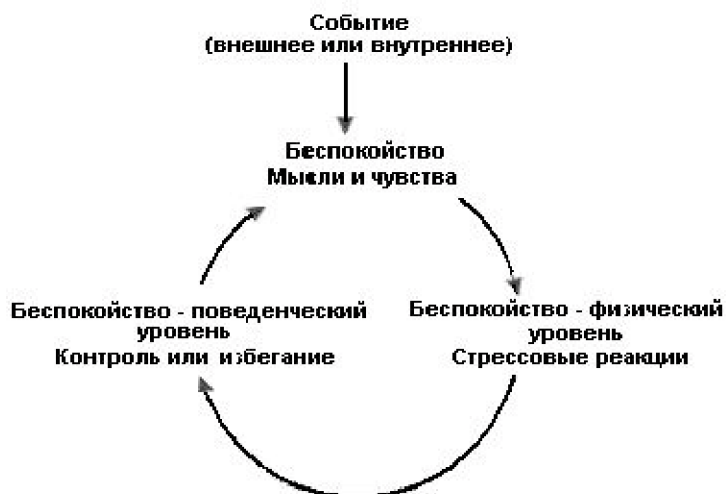 Событие
(внешнее или внутреннее)
Беспокойство
Мысли и чувства
Беспокойство - поведенческий
уровень
Контроль или избегание
Беспокойство - физический
уровень
Стрессовые реакции